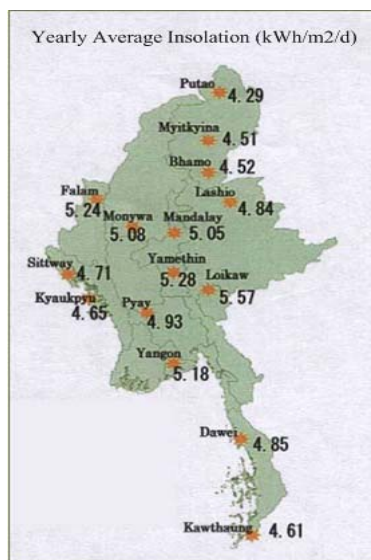 Yearly Average Insolation (kWh/m2/d)
Putao
4.29
Myitkyina
4.51
Bhamo
4.52
Lashio
4.84
Falam
5.24
Monywa
5.08
Mandalay
5.05
Sittway
4.71
Yamethin
5.28
Loikaw
5.57
Kyaukpyu
4.65
Pyay
4.93
Yangon
5.18
Dawei
4.85
Kawthaung
4.61